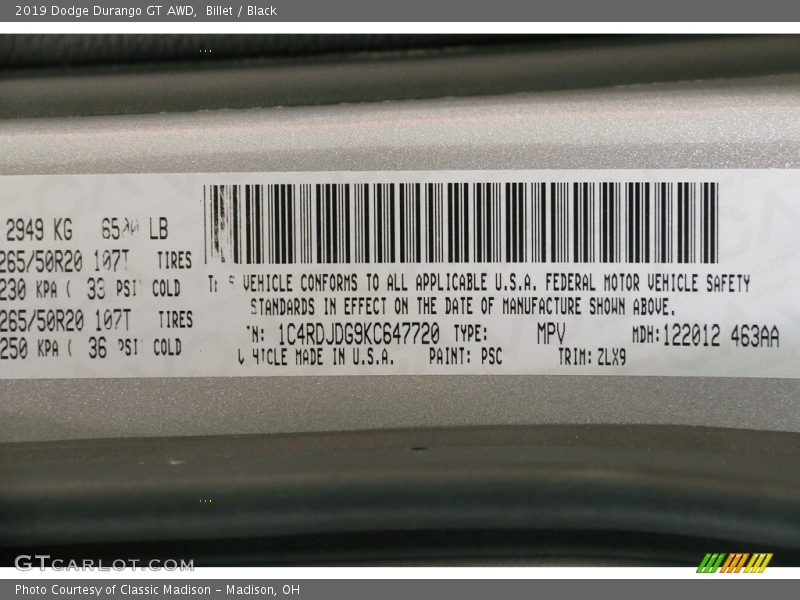 2019 Dodge Durango GT AWD, Billet / Black
2949 KG LB
265/50R20 107T TIRES
230 KPA ( 33 PSI COLD
265/50R20 107T TIRES
250 KPA ( 36 PSI COLD
VEHICLE CONFORMS TO ALL APPLICABLE U.S.A. FEDERAL MOTOR VEHICLE SAFETY
STANDARDS IN EFFECT ON THE DATE OF MANUFACTURE SHOWN ABOVE.
1C4RDJDG9KC647720 TYPE: MPV MDH:122012 463AA
MADE IN U.S.A. PAINT: PSC TRIM: ZLX9
GTCARLOT.COM
Photo Courtesy of Classic Madison - Madison, OH